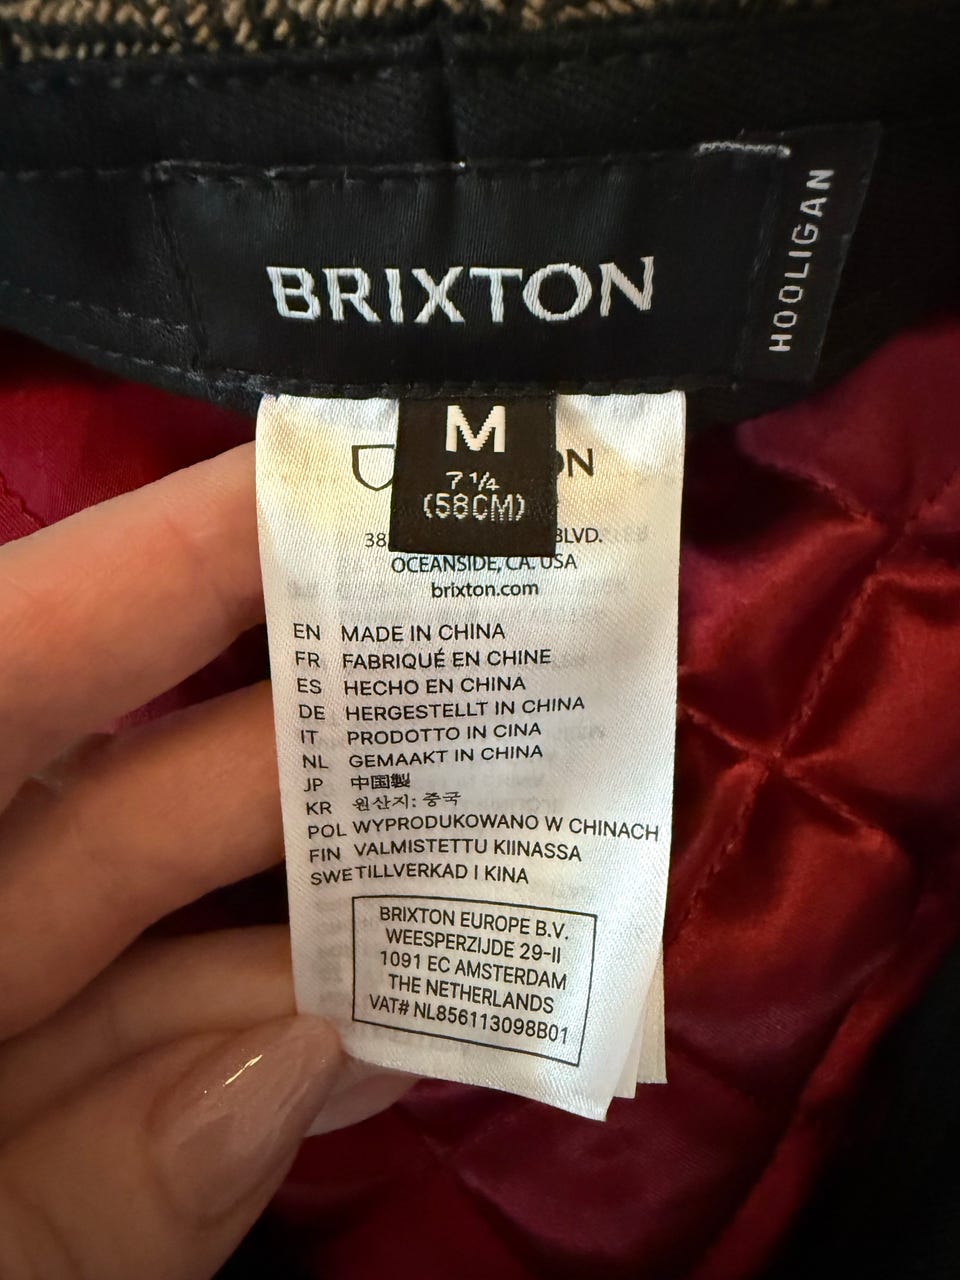 BRIXTON
HOOLIGAN
M
7 1/4
(58CM)
BLVD.
OCEANSIDE, CA. USA
brixton.com
EN MADE IN CHINA
FR FABRIQUÉ EN CHINE
ES HECHO EN CHINA
DE HERGESTELLT IN CHINA
IT PRODOTTO IN CINA
NL GEMAAKT IN CHINA
JP 中国製
KR 원산지: 중국
POL WYPRODUKOWANO W CHINACH
FIN VALMISTETTU KIINASSA
SWE TILLVERKAD I KINA
BRIXTON EUROPE B.V.
WEESPERZIJDE 29-II
1091 EC AMSTERDAM
THE NETHERLANDS
VAT# NL856113098B01